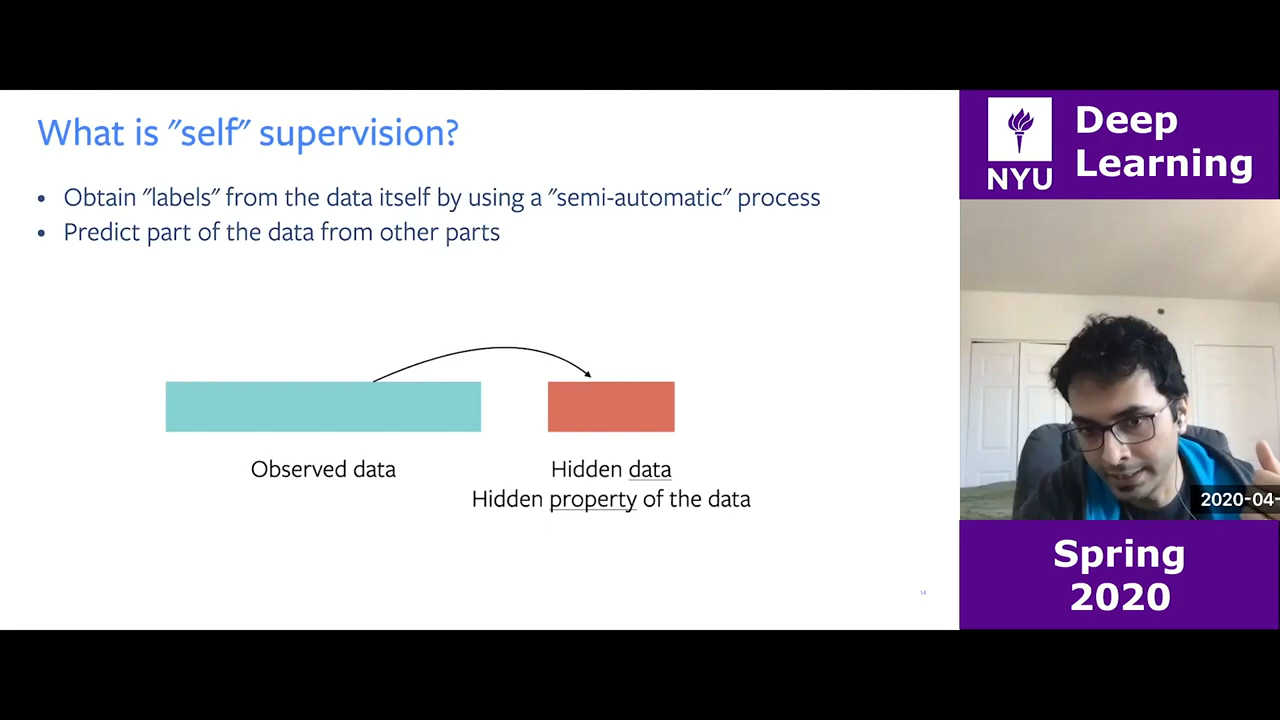 What is "self" supervision?
• Obtain "labels" from the data itself by using a "semi-automatic" process
• Predict part of the data from other parts
Observed data
Hidden data
Hidden property of the data
14
NYU
Deep
Learning
2020-04-
Spring
2020